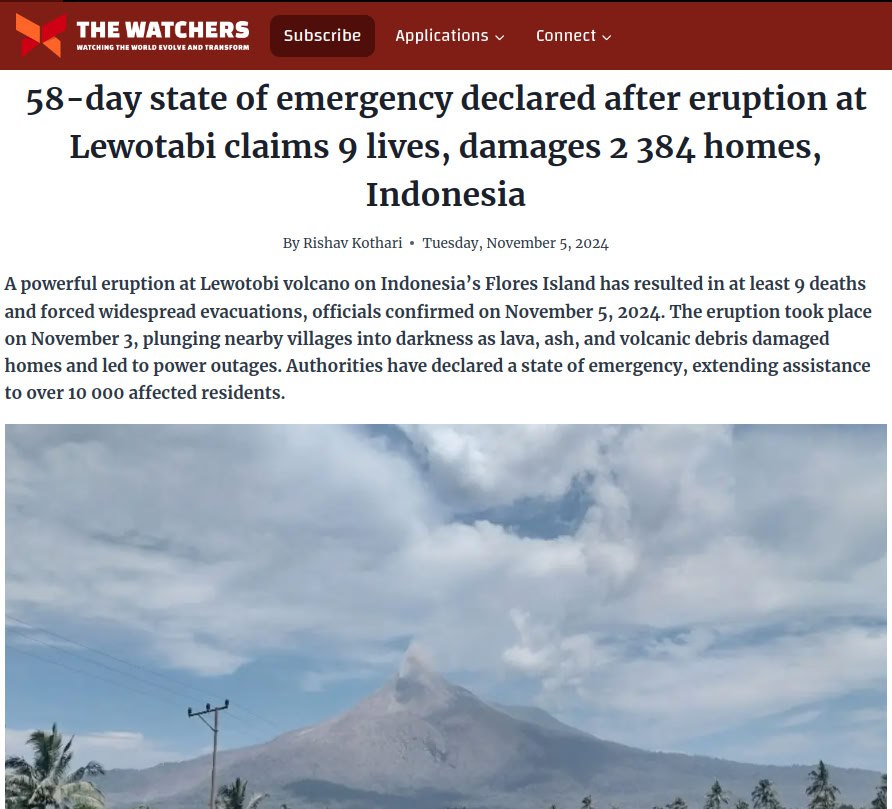 THE WATCHERS
WATCHING THE WORLD EVOLVE AND TRANSFORM
Subscribe
Applications
Connect
58-day state of emergency declared after eruption at
Lewotabi claims 9 lives, damages 2 384 homes,
Indonesia
By Rishav Kothari • Tuesday, November 5, 2024
A powerful eruption at Lewotobi volcano on Indonesia’s Flores Island has resulted in at least 9 deaths
and forced widespread evacuations, officials confirmed on November 5, 2024. The eruption took place
on November 3, plunging nearby villages into darkness as lava, ash, and volcanic debris damaged
homes and led to power outages. Authorities have declared a state of emergency, extending assistance
to over 10 000 affected residents.